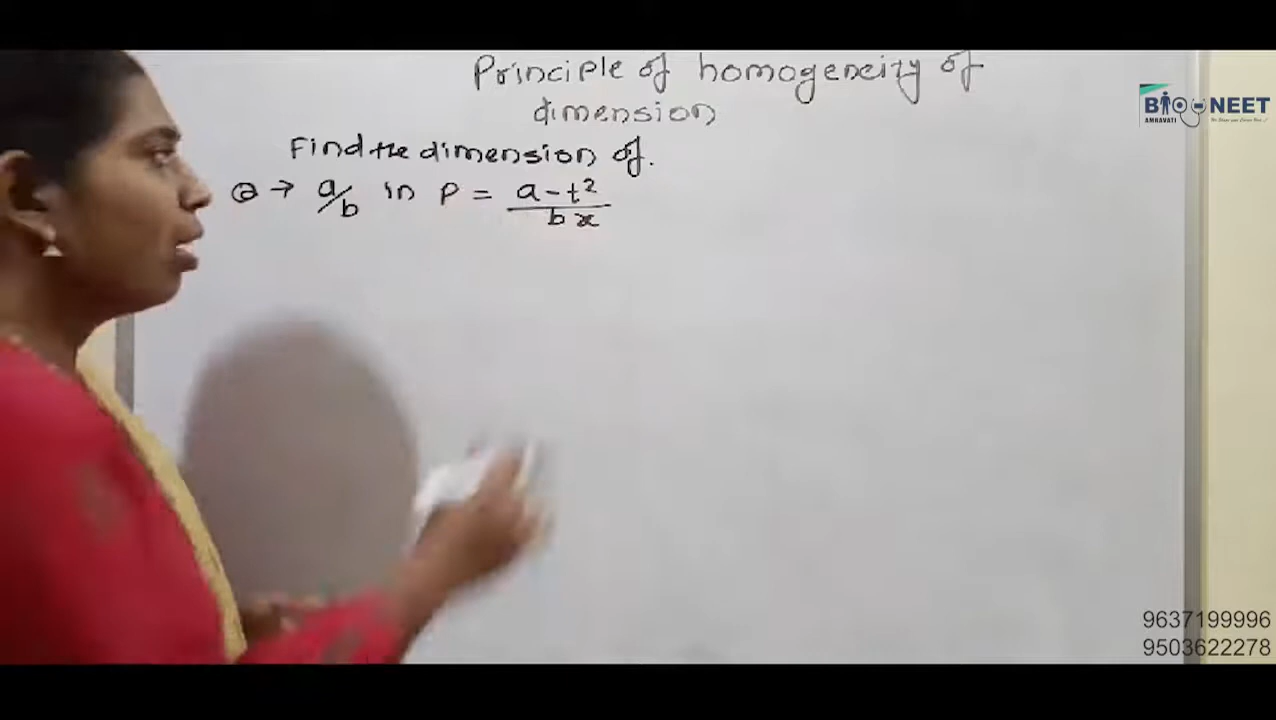 Principle of homogeneity of
dimension
Find the dimension of.
Q → a/b in P = a - t² / bx
BIO-NEET
AMRAVATI
9637199996
9503622278